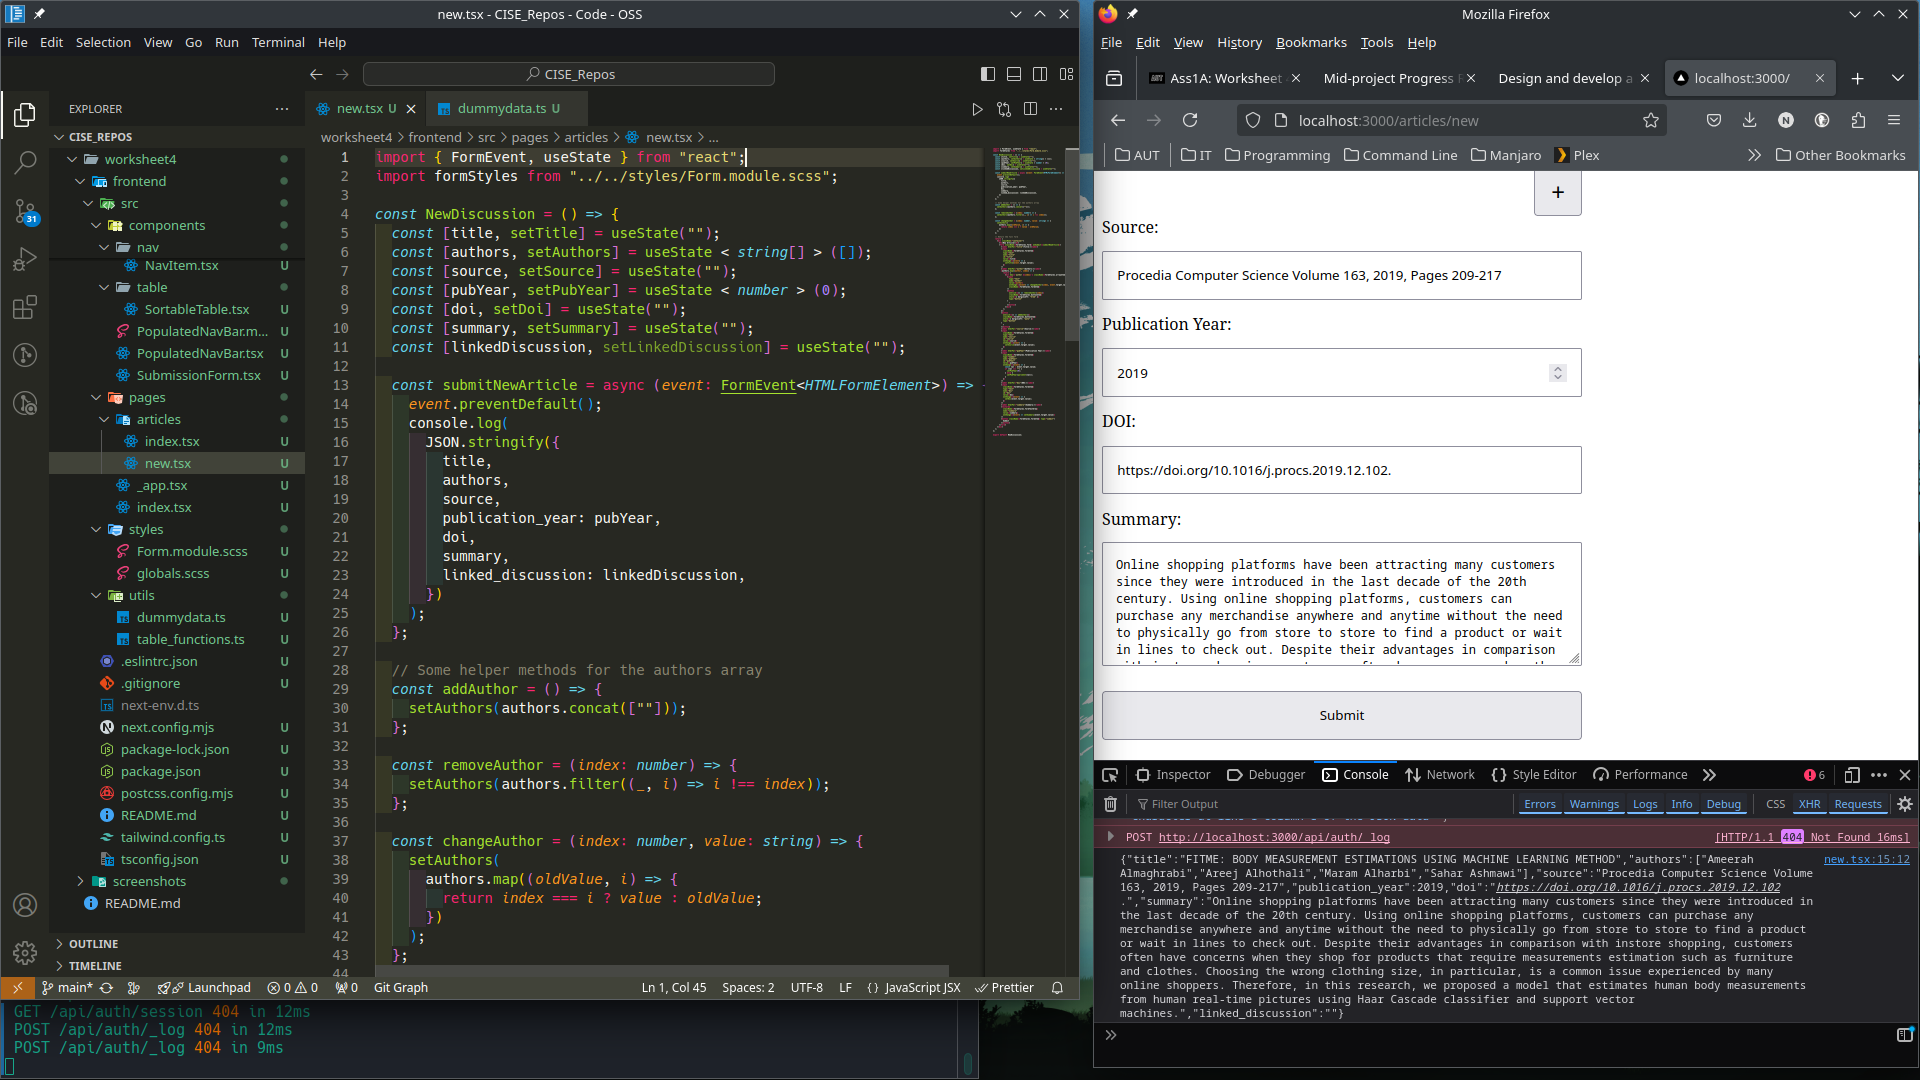 new.tsx - CISE_Repos - Code - OSS
File Edit Selection View Go Run Terminal Help
CISE_Repos
EXPLORER
CISE_REPOS
worksheet4
frontend
src
components
nav
NavItem.tsx U
table
SortableTable.tsx U
PopulatedNavBar.m... U
PopulatedNavBar.tsx U
SubmissionForm.tsx U
pages
articles
index.tsx U
new.tsx U
_app.tsx U
index.tsx U
styles
Form.module.scss U
globals.scss U
utils
dummydata.ts U
table_functions.ts U
.eslintrc.json U
.gitignore U
next-env.d.ts
next.config.mjs U
package-lock.json U
package.json U
postcss.config.mjs U
README.md U
tailwind.config.ts U
tsconfig.json U
screenshots
README.md
OUTLINE
TIMELINE
31
new.tsx U
dummydata.ts U
worksheet4 > frontend > src > pages > articles > new.tsx > ...
1 import { FormEvent, useState } from "react";
2 import formStyles from "../../styles/Form.module.scss";
3
4 const NewDiscussion = () => {
5 const [title, setTitle] = useState("");
6 const [authors, setAuthors] = useState < string[] > ([]);
7 const [source, setSource] = useState("");
8 const [pubYear, setPubYear] = useState < number > (0);
9 const [doi, setDoi] = useState("");
10 const [summary, setSummary] = useState("");
11 const [linkedDiscussion, setLinkedDiscussion] = useState("");
12
13 const submitNewArticle = async (event: FormEvent<HTMLFormElement>) =>
14 event.preventDefault();
15 console.log(
16 JSON.stringify({
17 title,
18 authors,
19 source,
20 publication_year: pubYear,
21 doi,
22 summary,
23 linked_discussion: linkedDiscussion,
24 })
25 );
26 };
27
28 // Some helper methods for the authors array
29 const addAuthor = () => {
30 setAuthors(authors.concat([""]));
31 };
32
33 const removeAuthor = (index: number) => {
34 setAuthors(authors.filter((_, i) => i !== index));
35 };
36
37 const changeAuthor = (index: number, value: string) => {
38 setAuthors(
39 authors.map((oldValue, i) => {
40 return index === i ? value : oldValue;
41 })
42 );
43 };
44
main* Launchpad 0 0 0 Git Graph Ln 1, Col 45 Spaces: 2 UTF-8 LF {} JavaScript JSX Prettier
GET /api/auth/session 404 in 12ms
POST /api/auth/_log 404 in 12ms
POST /api/auth/_log 404 in 9ms
Mozilla Firefox
File Edit View History Bookmarks Tools Help
Ass1A: Worksheet
Mid-project Progress R
Design and develop a
localhost:3000/
localhost:3000/articles/new
AUT IT Programming Command Line Manjaro Plex Other Bookmarks
+
Source:
Procedia Computer Science Volume 163, 2019, Pages 209-217
Publication Year:
2019
DOI:
https://doi.org/10.1016/j.procs.2019.12.102.
Summary:
Online shopping platforms have been attracting many customers
since they were introduced in the last decade of the 20th
century. Using online shopping platforms, customers can
purchase any merchandise anywhere and anytime without the need
to physically go from store to store to find a product or wait
in lines to check out. Despite their advantages in comparison
Submit
Inspector Debugger Console Network Style Editor Performance 6
Filter Output Errors Warnings Logs Info Debug CSS XHR Requests
POST http://localhost:3000/api/auth/_log [HTTP/1.1 404 Not Found 16ms]
{"title":"FITME: BODY MEASUREMENT ESTIMATIONS USING MACHINE LEARNING METHOD","authors":["Ameerah new.tsx:15:12
Almaghrabi","Areej Alhothali","Maram Alharbi","Sahar Ashmawi"],"source":"Procedia Computer Science Volume
163, 2019, Pages 209-217","publication_year":2019,"doi":"https://doi.org/10.1016/j.procs.2019.12.102
.","summary":"Online shopping platforms have been attracting many customers since they were introduced in
the last decade of the 20th century. Using online shopping platforms, customers can purchase any
merchandise anywhere and anytime without the need to physically go from store to store to find a product
or wait in lines to check out. Despite their advantages in comparison with instore shopping, customers
often have concerns when they shop for products that require measurements estimation such as furniture
and clothes. Choosing the wrong clothing size, in particular, is a common issue experienced by many
online shoppers. Therefore, in this research, we proposed a model that estimates human body measurements
from human real-time pictures using Haar Cascade classifier and support vector
machines.","linked_discussion":""}